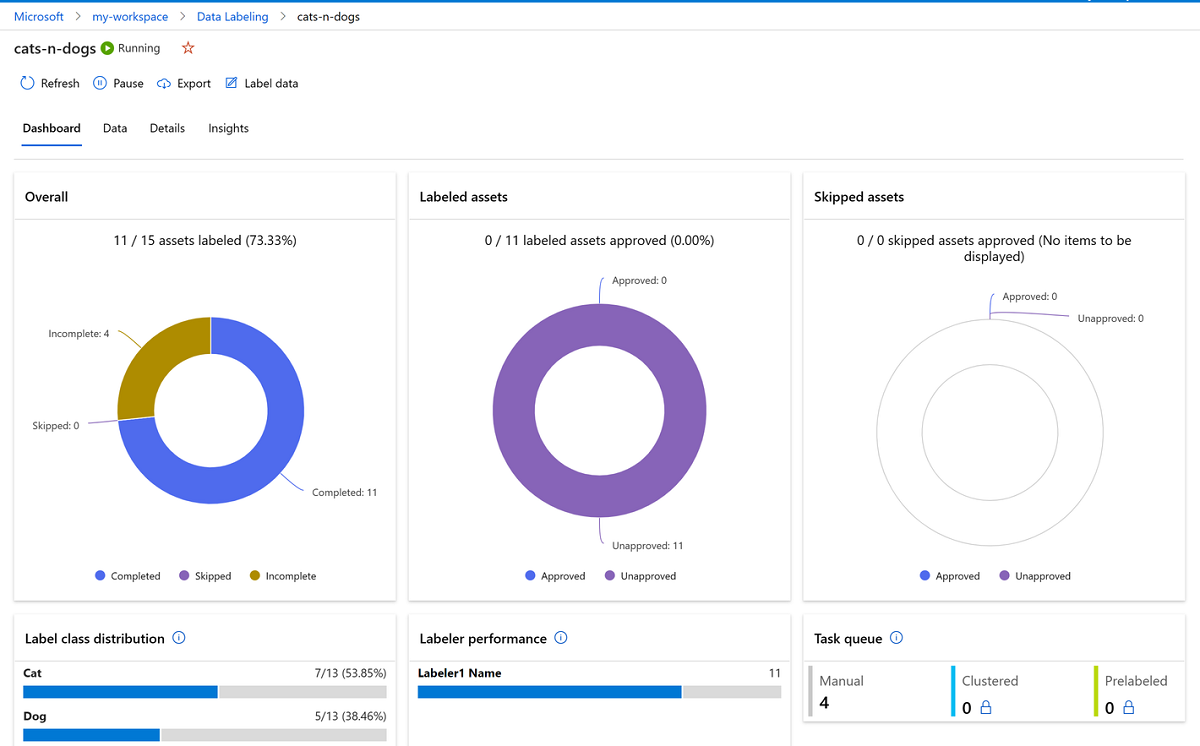 Microsoft > my-workspace > Data Labeling > cats-n-dogs
cats-n-dogs Running
Refresh Pause Export Label data
Dashboard Data Details Insights
Overall
11 / 15 assets labeled (73.33%)
Incomplete: 4
Skipped: 0
Completed: 11
Completed Skipped Incomplete
Labeled assets
0 / 11 labeled assets approved (0.00%)
Approved: 0
Unapproved: 11
Approved Unapproved
Skipped assets
0 / 0 skipped assets approved (No items to be
displayed)
Approved: 0
Unapproved: 0
Approved Unapproved
Label class distribution
Cat 7/13 (53.85%)
Dog 5/13 (38.46%)
Labeler performance
Labeler1 Name 11
Task queue
Manual
4
Clustered
0
Prelabeled
0